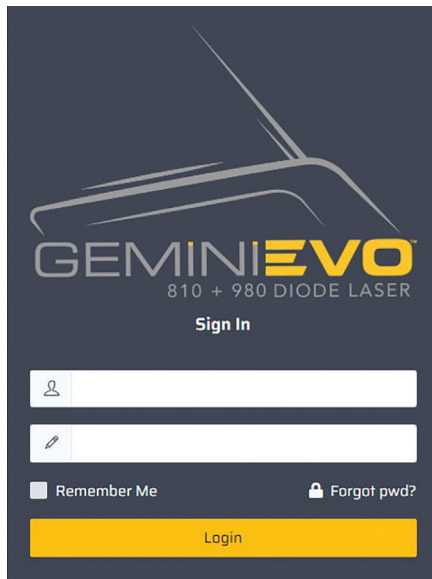 GEMiNiEVO™
810 + 980 DIODE LASER
Sign In
Remember Me
Forgot pwd?
Login